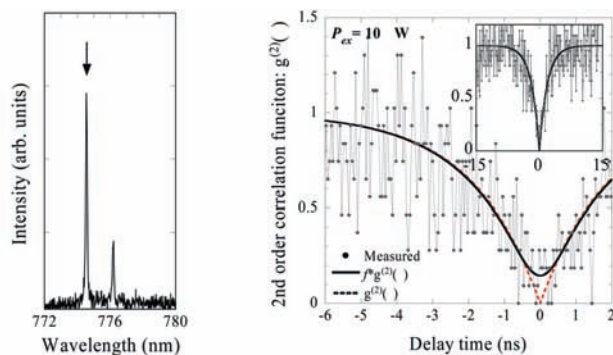 Intensity (arb. units)
772 774 776 778 780
Wavelength (nm)
2nd order correlation funciton: g(2)( )
1.5
1
0.5
0
P_ex = 10 W
1
0.5
0
-15 0 15
Measured
f*g(2)( )
g(2)( )
-6 -5 -4 -3 -2 -1 0 1 2
Delay time (ns)